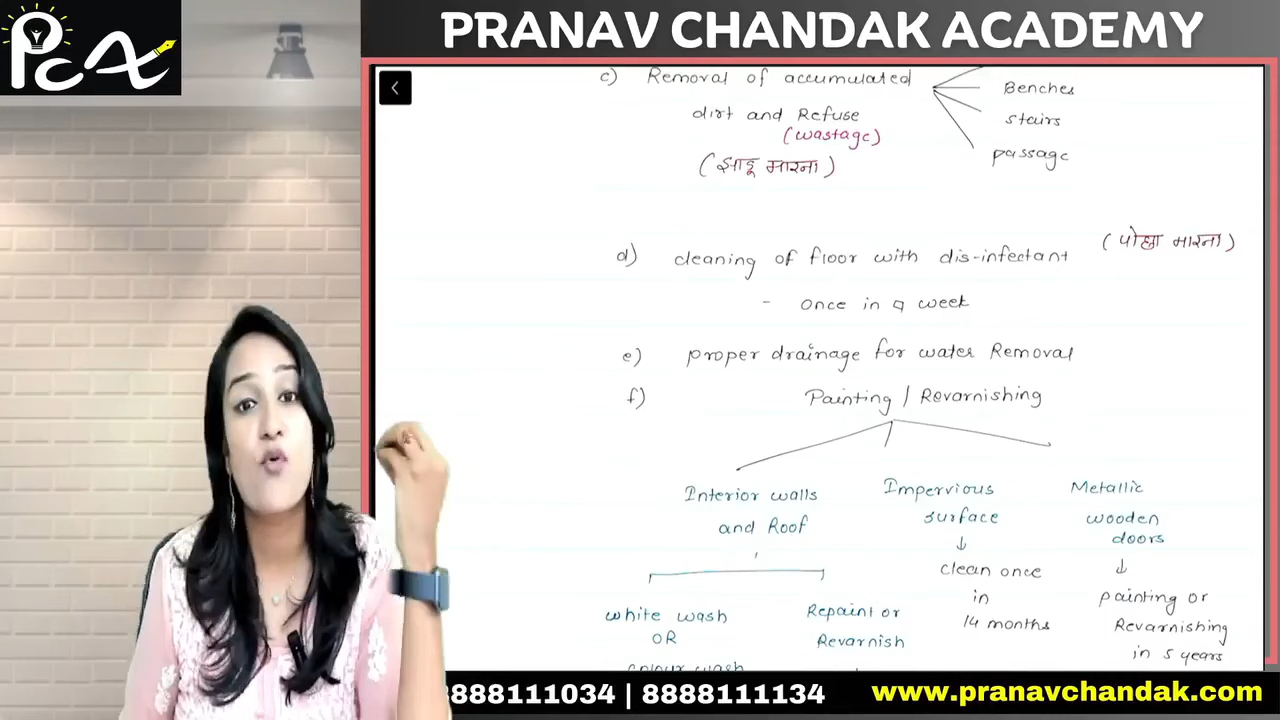 PCA
PRANAV CHANDAK ACADEMY
c) Removal of accumulated
dirt and Refuse
(wastage)
(झाडू मारना)
Benches
stairs
passage
d) cleaning of floor with dis-infectant
(पोछा मारना)
- once in a week
e) proper drainage for water Removal
f) Painting / Revarnishing
Interior walls
and Roof
Impervious
surface
clean once
in
14 months
Metallic
wooden
doors
painting or
Revarnishing
in 5 years
white wash
OR
colour wash
Repaint or
Revarnish
8888111034 | 8888111134
www.pranavchandak.com